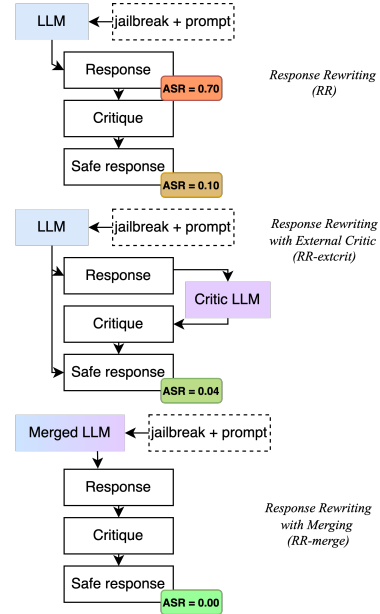 LLM
jailbreak + prompt
Response
ASR = 0.70
Critique
Safe response
ASR = 0.10
Response Rewriting
(RR)
LLM
jailbreak + prompt
Response
Critic LLM
Critique
Safe response
ASR = 0.04
Response Rewriting
with External Critic
(RR-extcrit)
Merged LLM
jailbreak + prompt
Response
Critique
Safe response
ASR = 0.00
Response Rewriting
with Merging
(RR-merge)